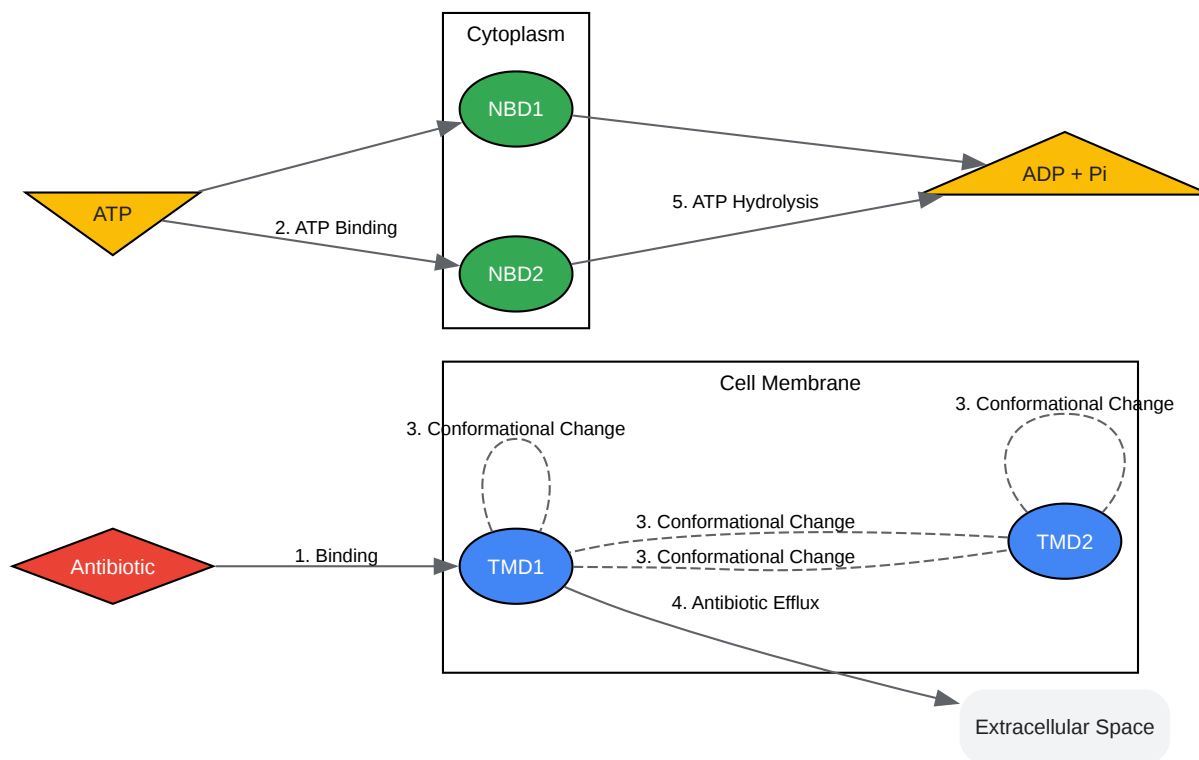 Cytoplasm
NBD1
ADP + Pi
5. ATP Hydrolysis
ATP
2. ATP Binding
NBD2
Cell Membrane
3. Conformational Change
3. Conformational Change
3. Conformational Change
TMD2
3. Conformational Change
1. Binding
Antibiotic
TMD1
4. Antibiotic Efflux
Extracellular Space